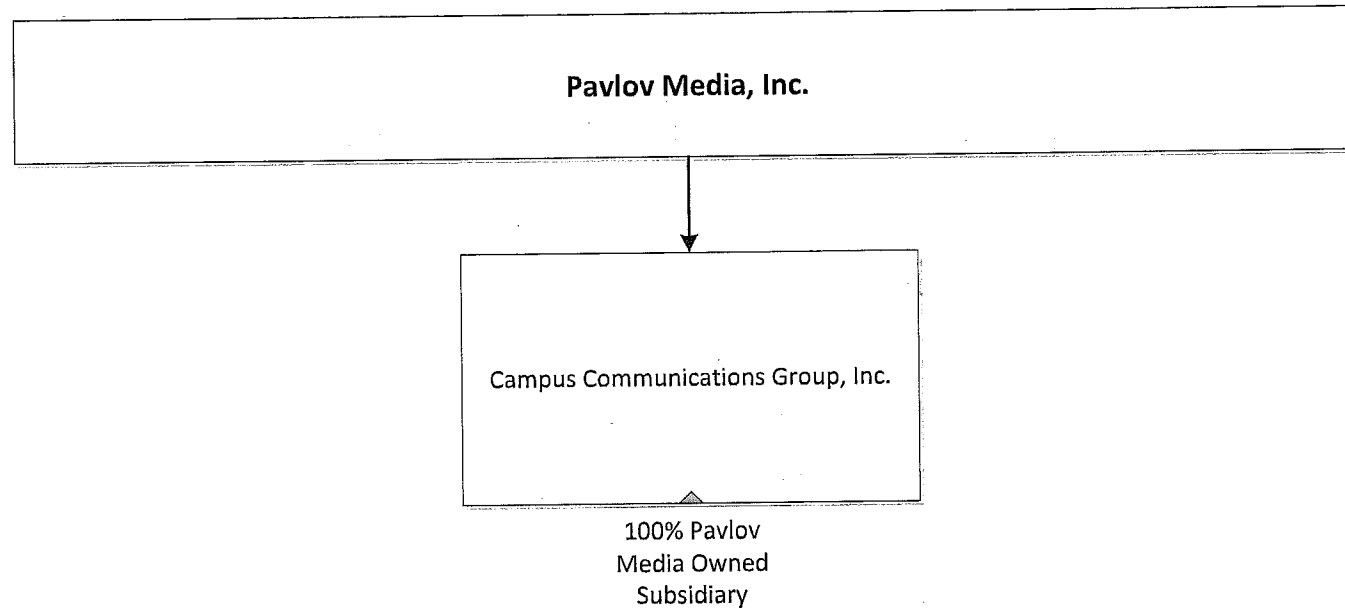 Pavlov Media, Inc.
Campus Communications Group, Inc.
100% Pavlov
Media Owned
Subsidiary